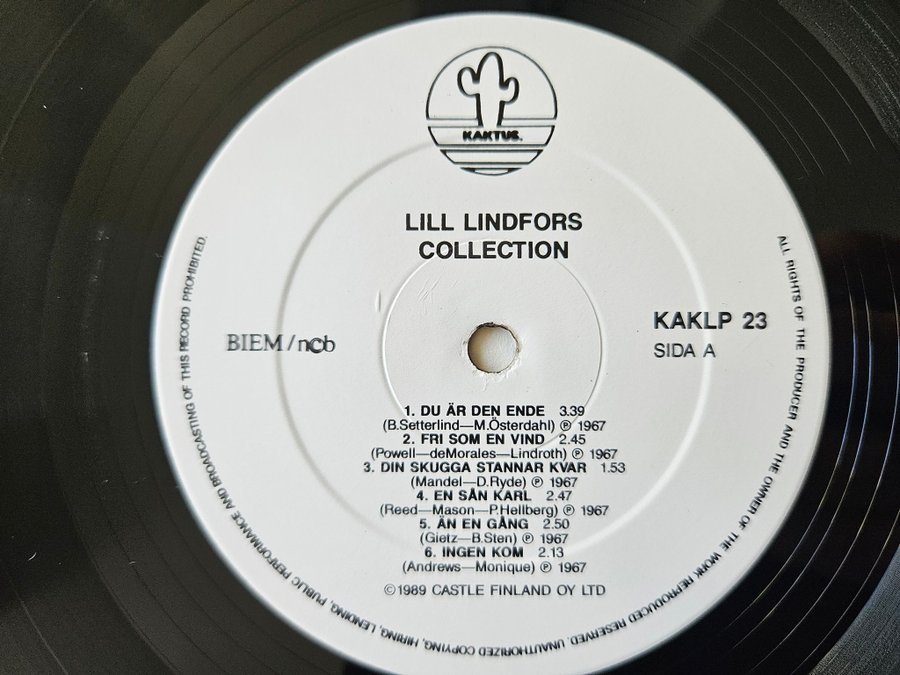 KAKTUS.
LILL LINDFORS
COLLECTION
BIEM/ncb
KAKLP 23
SIDA A
1. DU ÄR DEN ENDE 3.39
(B.Setterlind—M.Österdahl) ℗ 1967
2. FRI SOM EN VIND 2.45
(Powell—deMorales—Lindroth) ℗ 1967
3. DIN SKUGGA STANNAR KVAR 1.53
(Mandel—D.Ryde) ℗ 1967
4. EN SÅN KARL 2.47
(Reed—Mason—P.Hellberg) ℗ 1967
5. ÄN EN GÅNG 2.50
(Gietz—B.Sten) ℗ 1967
6. INGEN KOM 2.13
(Andrews—Monique) ℗ 1967
©1989 CASTLE FINLAND OY LTD
ALL RIGHTS OF THE PRODUCER AND THE OWNER OF THE WORK REPRODUCED RESERVED. UNAUTHORIZED COPYING, HIRING, LENDING, PUBLIC PERFORMANCE AND BROADCASTING OF THIS RECORD PROHIBITED.